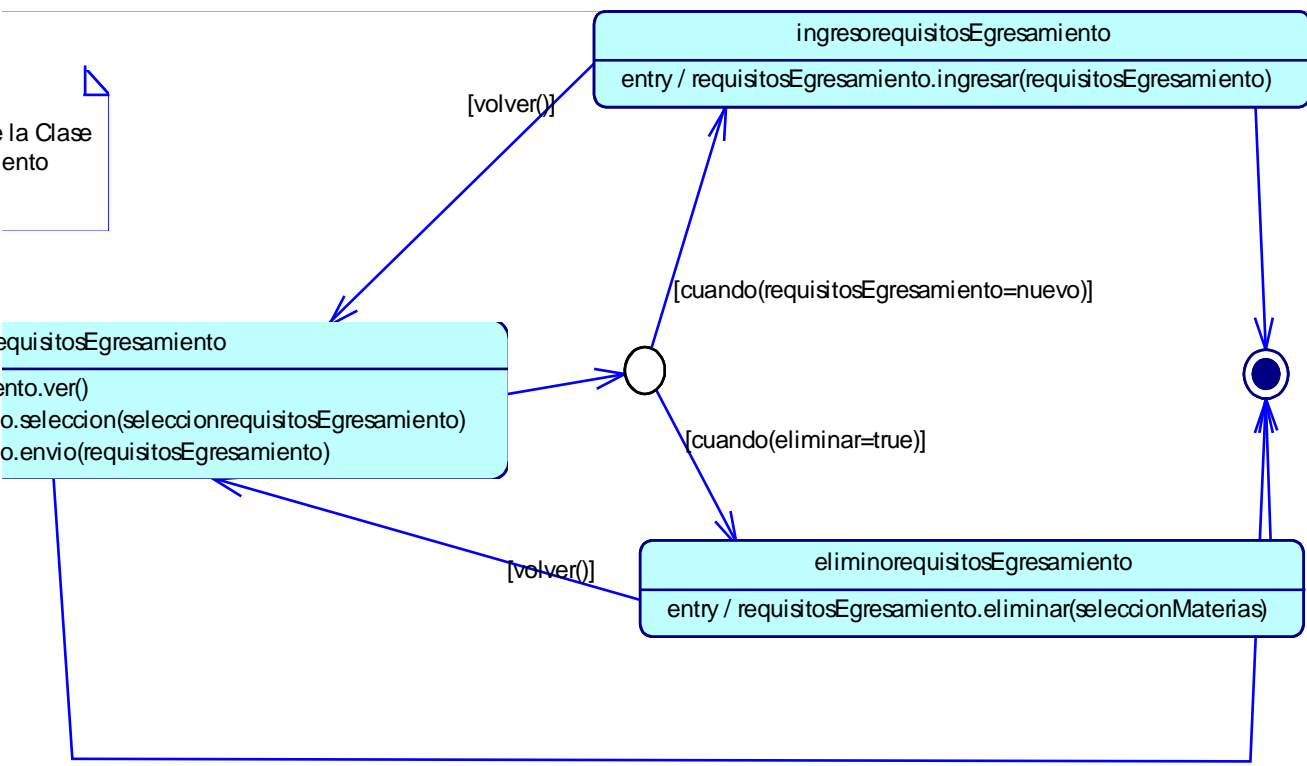 ingresorequisitosEgresamiento
entry / requisitosEgresamiento.ingresar(requisitosEgresamiento)
[volver()]
la Clase
ento
[cuando(requisitosEgresamiento=nuevo)]
equisitosEgresamiento
ento.ver()
o.seleccion(seleccionrequisitosEgresamiento)
o.envio(requisitosEgresamiento)
[cuando(eliminar=true)]
[volver()]
eliminorequisitosEgresamiento
entry / requisitosEgresamiento.eliminar(seleccionMaterias)